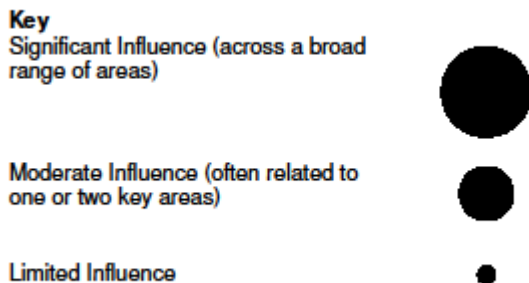 Key
Significant Influence (across a broad
range of areas)
Moderate Influence (often related to
one or two key areas)
Limited Influence